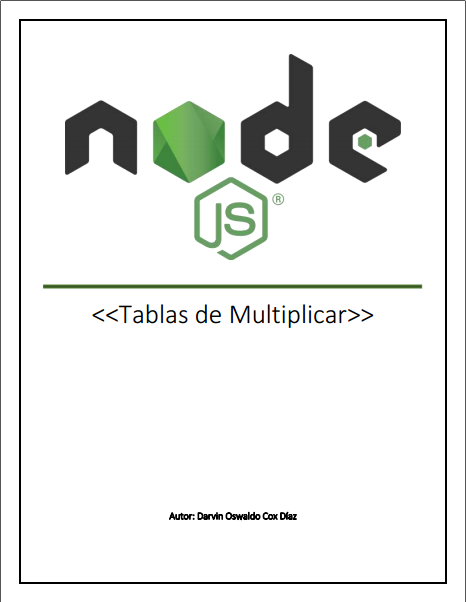 node
JS®
<<Tablas de Multiplicar>>
Autor: Darvin Oswaldo Cox Díaz